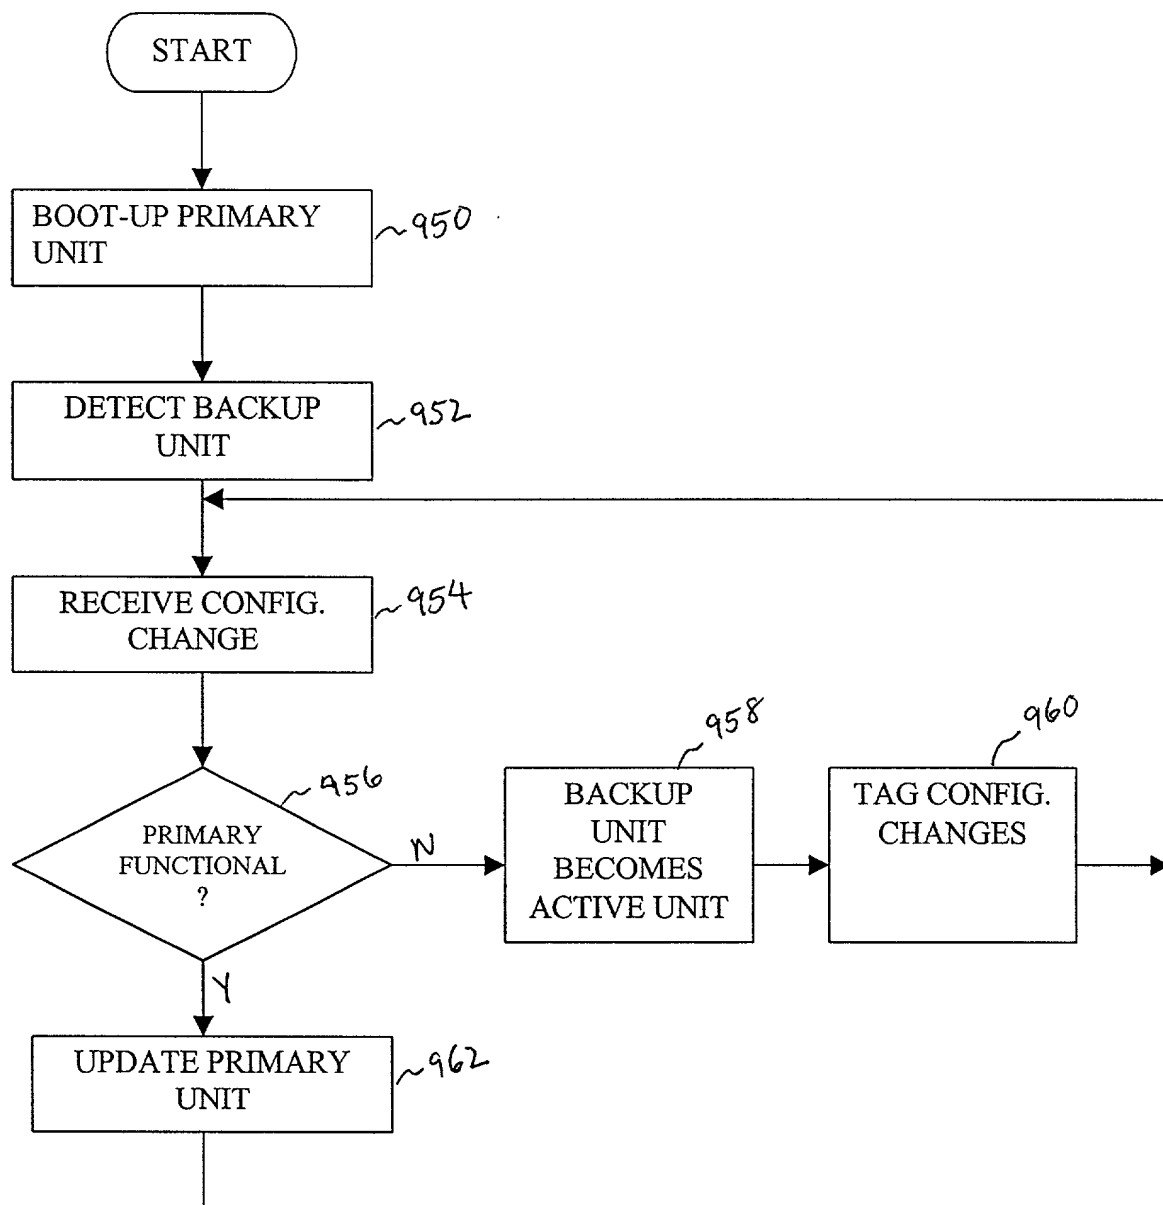 START
BOOT-UP PRIMARY
UNIT
950
DETECT BACKUP
UNIT
952
RECEIVE CONFIG.
CHANGE
954
PRIMARY
FUNCTIONAL
?
956
N
BACKUP
UNIT
BECOMES
ACTIVE UNIT
958
TAG CONFIG.
CHANGES
960
Y
UPDATE PRIMARY
UNIT
962